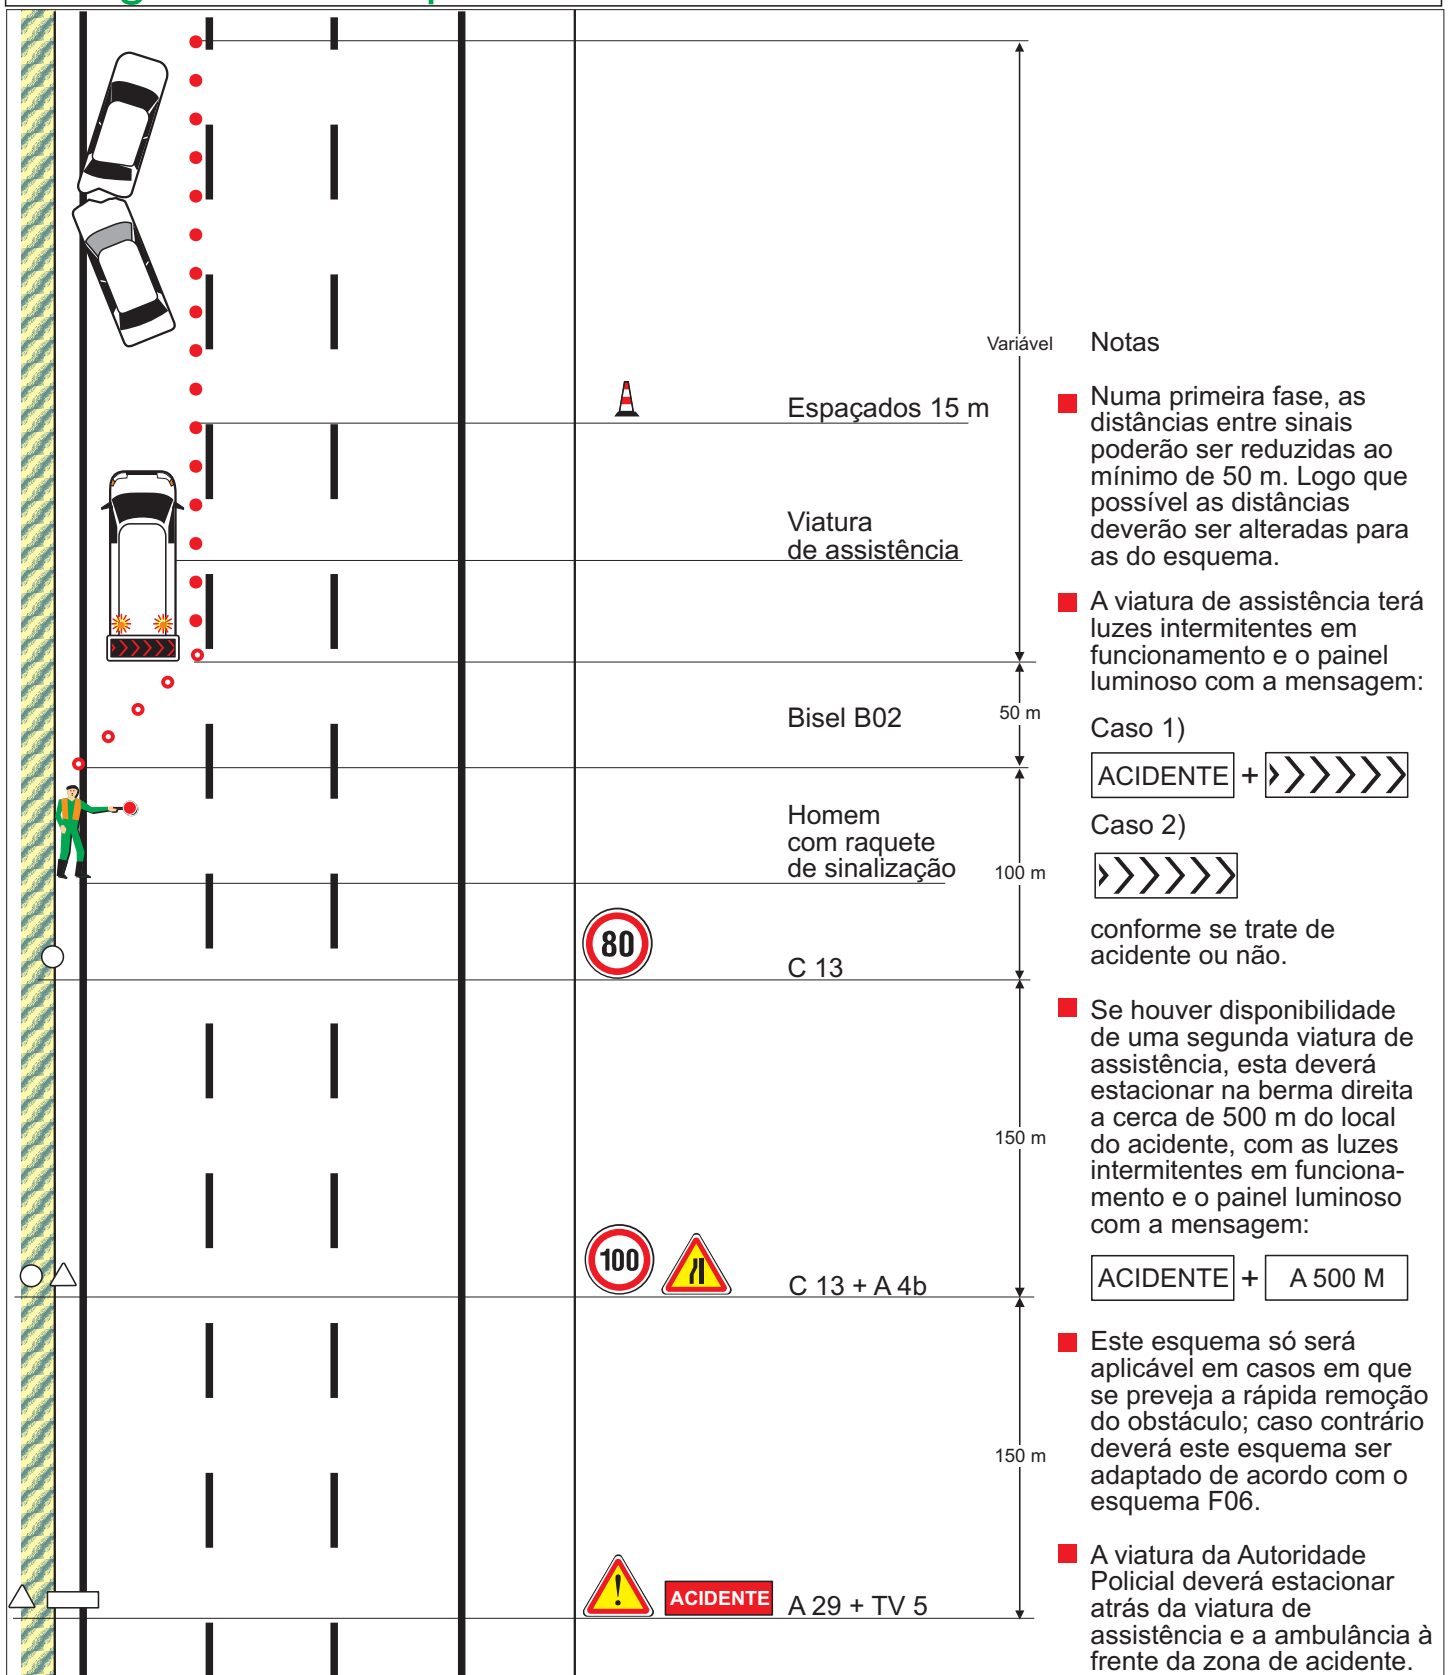 Variável
Espaçados 15 m
Viatura
de assistência
Bisel B02
50 m
Homem
com raquete
de sinalização
100 m
80
C 13
150 m
100
C 13 + A 4b
150 m
!
ACIDENTE
A 29 + TV 5
Notas
Numa primeira fase, as
distâncias entre sinais
poderão ser reduzidas ao
mínimo de 50 m. Logo que
possível as distâncias
deverão ser alteradas para
as do esquema.
A viatura de assistência terá
luzes intermitentes em
funcionamento e o painel
luminoso com a mensagem:
Caso 1)
ACIDENTE +
Caso 2)
conforme se trate de
acidente ou não.
Se houver disponibilidade
de uma segunda viatura de
assistência, esta deverá
estacionar na berma direita
a cerca de 500 m do local
do acidente, com as luzes
intermitentes em funciona-
mento e o painel luminoso
com a mensagem:
ACIDENTE + A 500 M
Este esquema só será
aplicável em casos em que
se preveja a rápida remoção
do obstáculo; caso contrário
deverá este esquema ser
adaptado de acordo com o
esquema F06.
A viatura da Autoridade
Policial deverá estacionar
atrás da viatura de
assistência e a ambulância à
frente da zona de acidente.